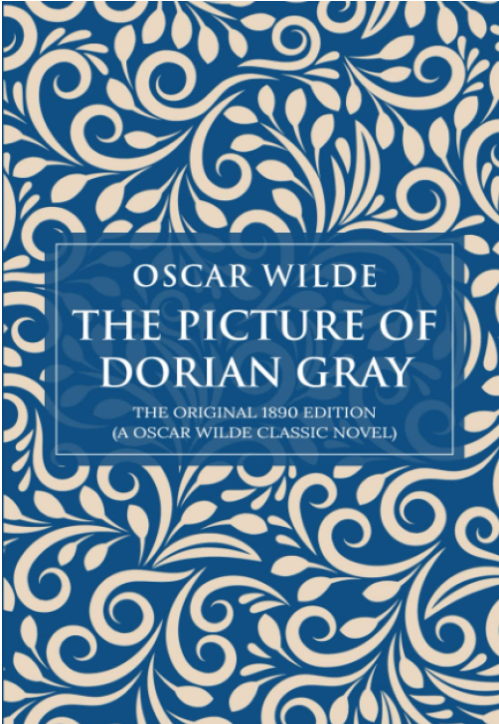 OSCAR WILDE
THE PICTURE OF
DORIAN GRAY
THE ORIGINAL 1890 EDITION
(A OSCAR WILDE CLASSIC NOVEL)